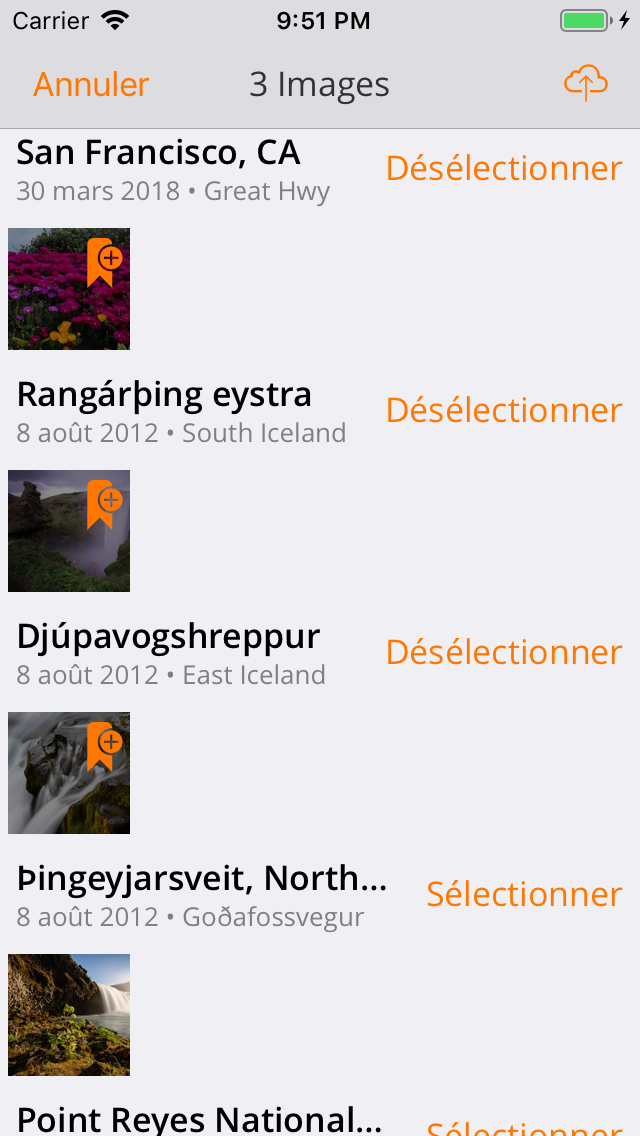 Carrier 9:51 PM
Annuler 3 Images
San Francisco, CA
Désélectionner
30 mars 2018 • Great Hwy
Rangárþing eystra
Désélectionner
8 août 2012 • South Iceland
Djúpavogshreppur
Désélectionner
8 août 2012 • East Iceland
Þingeyjarsveit, North...
Sélectionner
8 août 2012 • Goðafossvegur
Point Reyes National...
Sélectionner